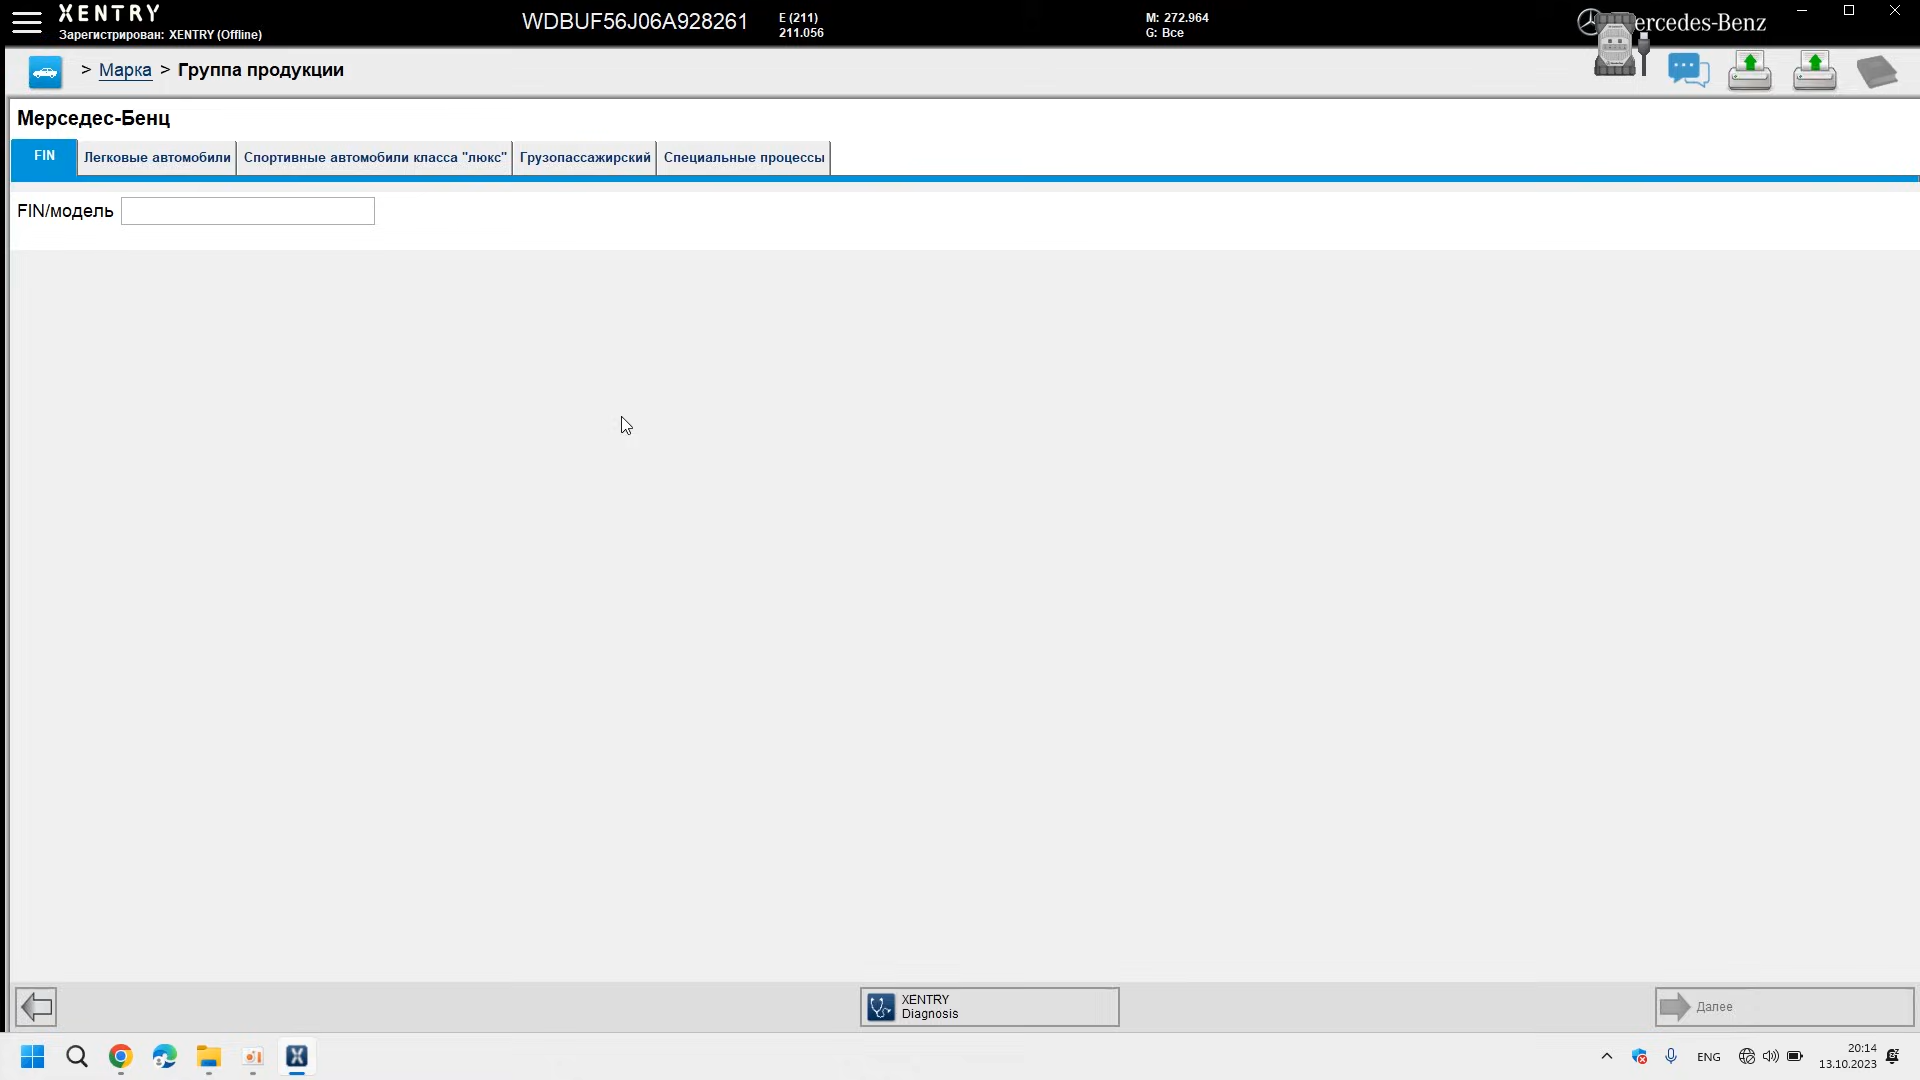 XENTRY
Зарегистрирован: XENTRY (Offline)
WDBUF56J06A928261
E (211)
211.056
M: 272.964
G: Все
ercedes-Benz
> Марка > Группа продукции
Мерседес-Бенц
FIN
Легковые автомобили
Спортивные автомобили класса "люкс"
Грузопассажирский
Специальные процессы
FIN/модель
XENTRY
Diagnosis
Далее
ENG
20:14
13.10.2023